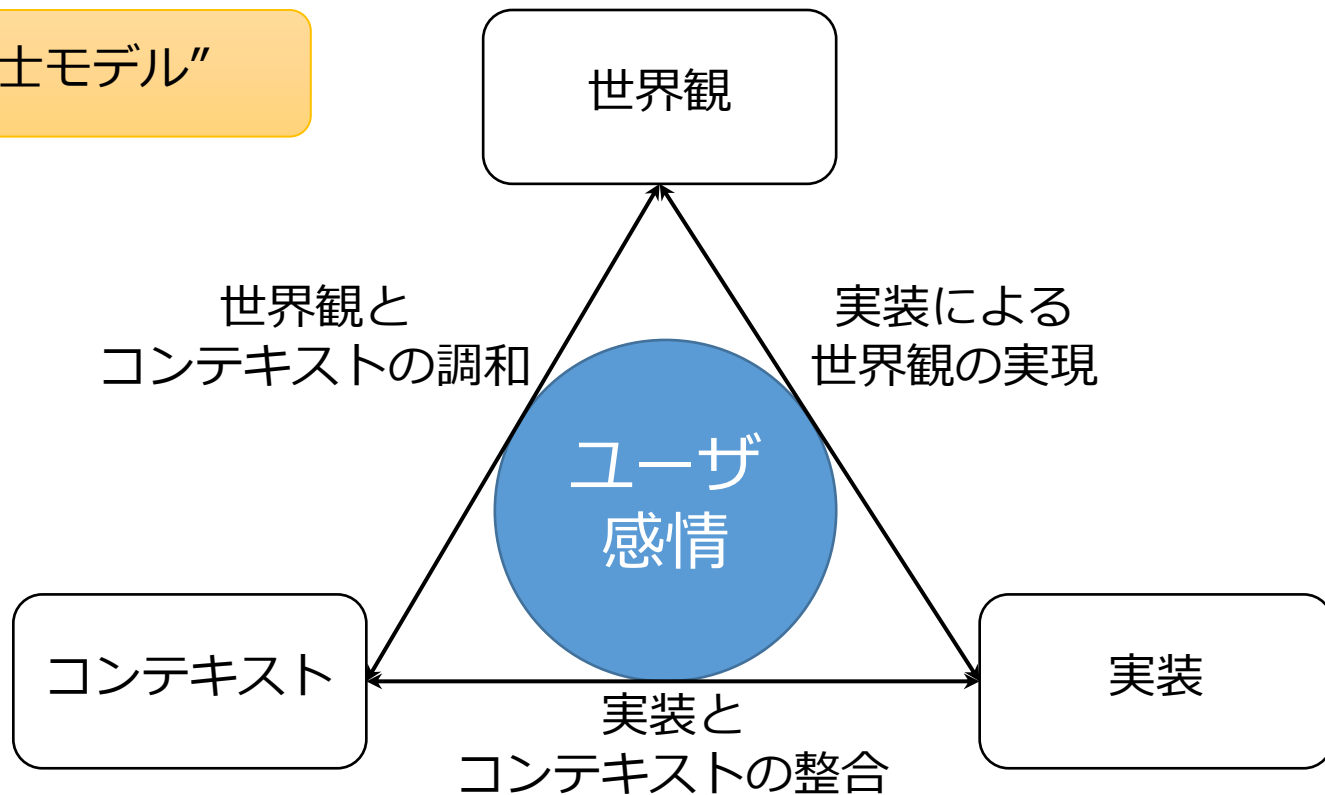 士モデル”
世界観
世界観と
コンテキストの調和
実装による
世界観の実現
ユーザ
感情
コンテキスト
実装
実装と
コンテキストの整合